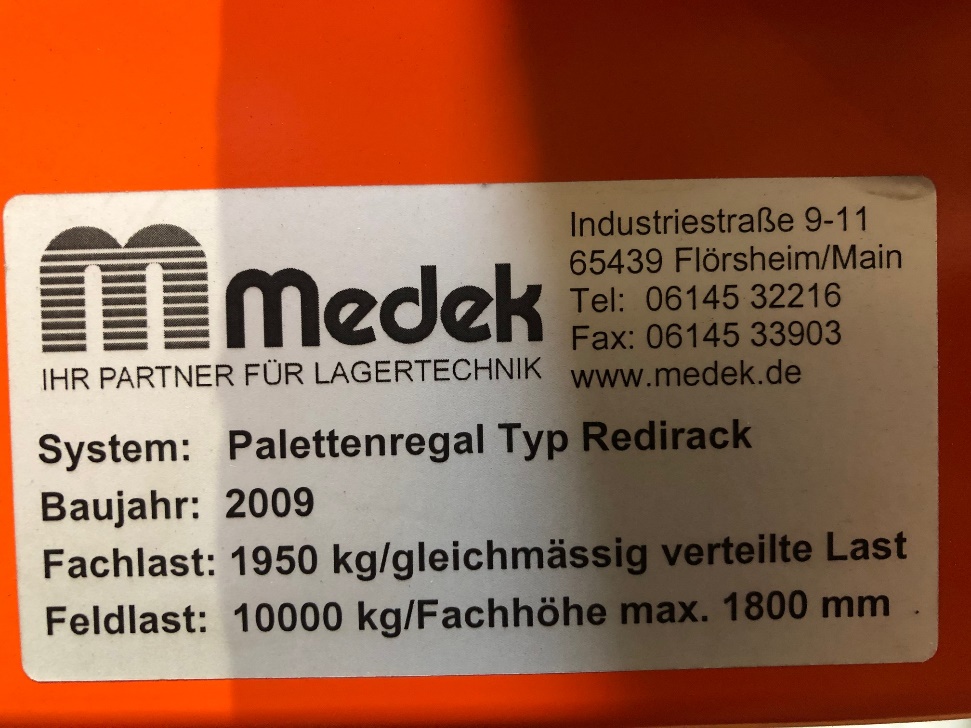 Medek
IHR PARTNER FÜR LAGERTECHNIK
Industriestraße 9-11
65439 Flörsheim/Main
Tel: 06145 32216
Fax: 06145 33903
www.medek.de
System: Palettenregal Typ Redirack
Baujahr: 2009
Fachlast: 1950 kg/gleichmässig verteilte Last
Feldlast: 10000 kg/Fachhöhe max. 1800 mm